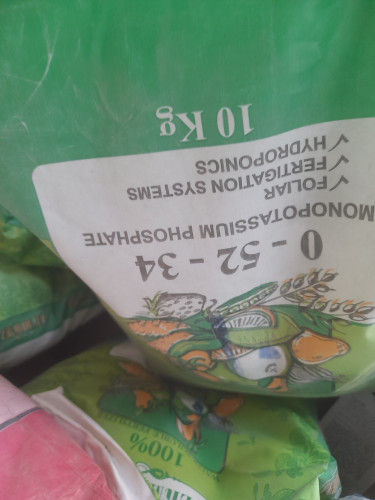 0 - 52 - 34
MONOPOTASSIUM PHOSPHATE
✓ FOLIAR
✓ FERTIGATION SYSTEMS
✓ HYDROPONICS
10 Kg
100%